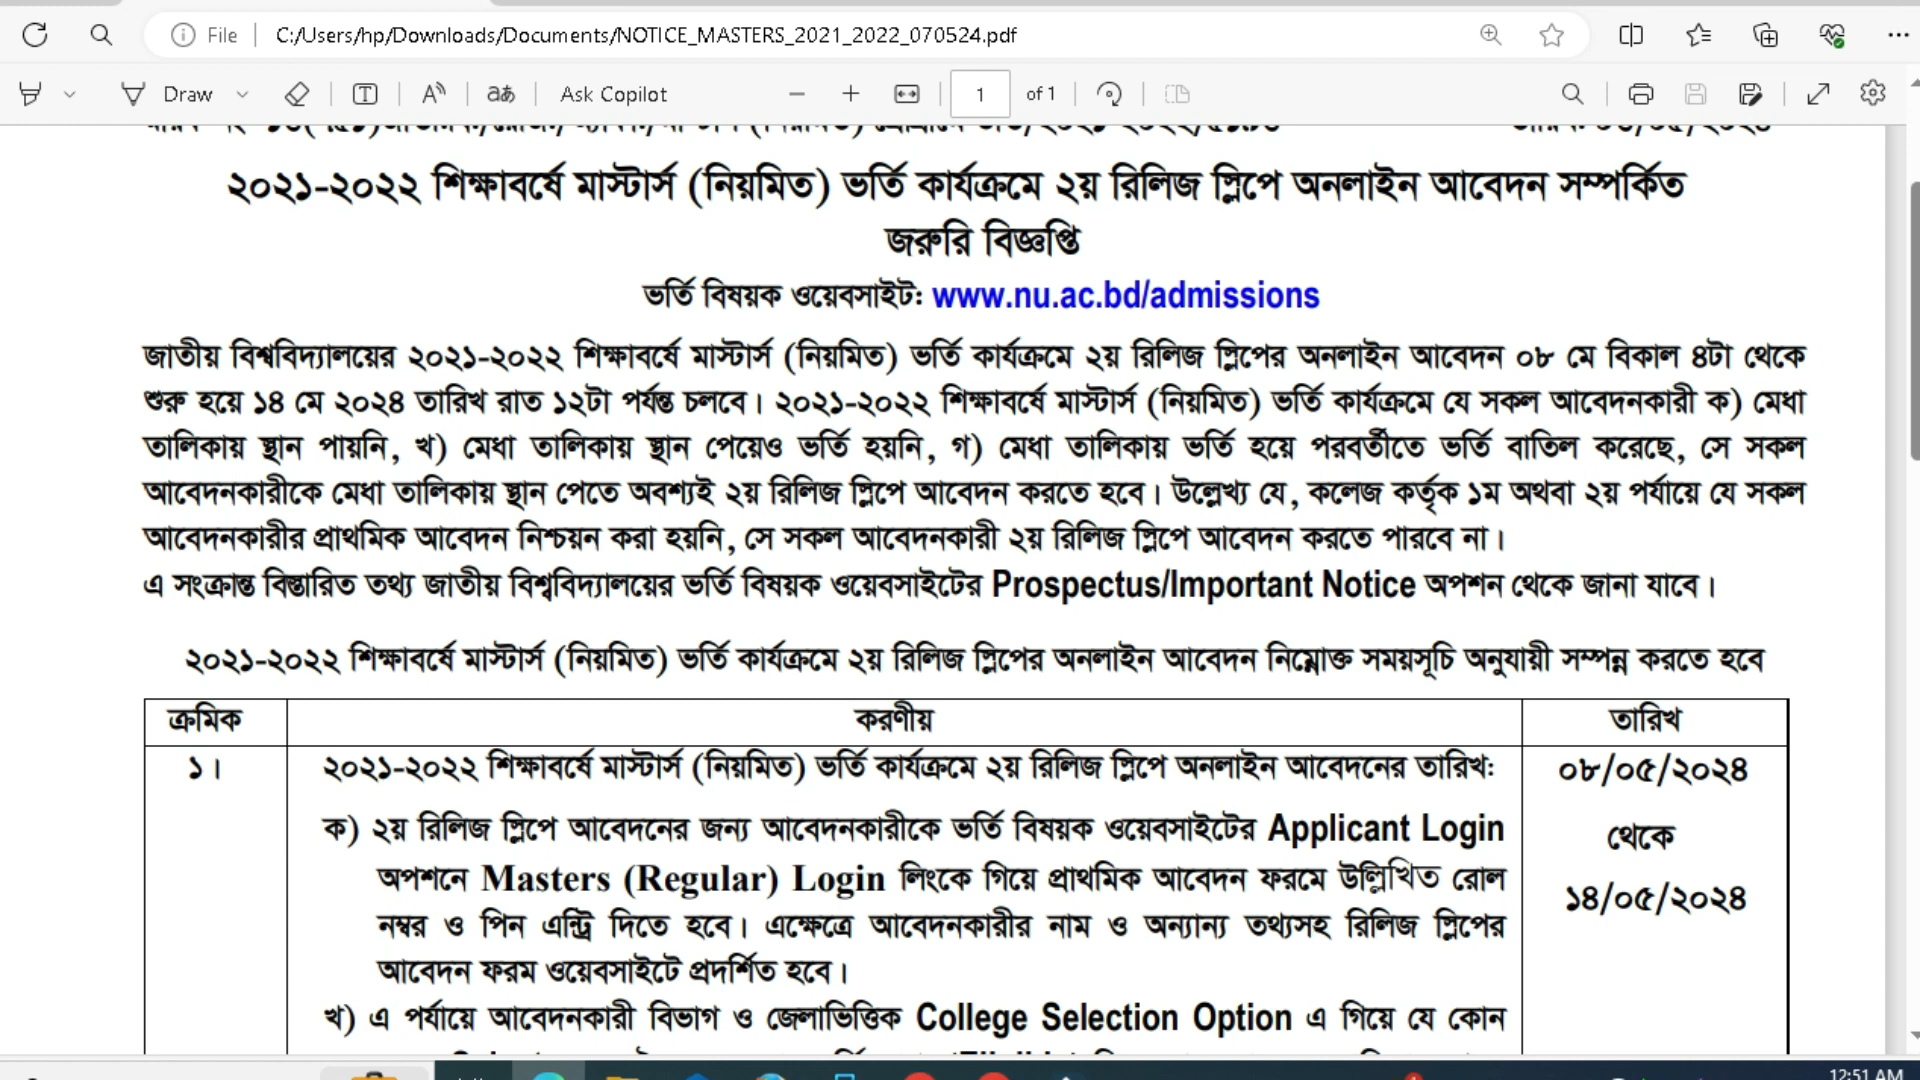 File C:/Users/hp/Downloads/Documents/NOTICE_MASTERS_2021_2022_070524.pdf
Draw Ask Copilot 1 of 1
২০২১-২০২২ শিক্ষাবর্ষে মাস্টার্স (নিয়মিত) ভর্তি কার্যক্রমে ২য় রিলিজ স্লিপে অনলাইন আবেদন সম্পর্কিত
জরুরি বিজ্ঞপ্তি
ভর্তি বিষয়ক ওয়েবসাইট: www.nu.ac.bd/admissions
জাতীয় বিশ্ববিদ্যালয়ের ২০২১-২০২২ শিক্ষাবর্ষে মাস্টার্স (নিয়মিত) ভর্তি কার্যক্রমে ২য় রিলিজ স্লিপের অনলাইন আবেদন ০৮ মে বিকাল ৪টা থেকে
শুরু হয়ে ১৪ মে ২০২৪ তারিখ রাত ১২টা পর্যন্ত চলবে। ২০২১-২০২২ শিক্ষাবর্ষে মাস্টার্স (নিয়মিত) ভর্তি কার্যক্রমে যে সকল আবেদনকারী ক) মেধা
তালিকায় স্থান পায়নি, খ) মেধা তালিকায় স্থান পেয়েও ভর্তি হয়নি, গ) মেধা তালিকায় ভর্তি হয়ে পরবর্তীতে ভর্তি বাতিল করেছে, সে সকল
আবেদনকারীকে মেধা তালিকায় স্থান পেতে অবশ্যই ২য় রিলিজ স্লিপে আবেদন করতে হবে। উল্লেখ্য যে, কলেজ কর্তৃক ১ম অথবা ২য় পর্যায়ে যে সকল
আবেদনকারীর প্রাথমিক আবেদন নিশ্চয়ন করা হয়নি, সে সকল আবেদনকারী ২য় রিলিজ স্লিপে আবেদন করতে পারবে না।
এ সংক্রান্ত বিস্তারিত তথ্য জাতীয় বিশ্ববিদ্যালয়ের ভর্তি বিষয়ক ওয়েবসাইটের Prospectus/Important Notice অপশন থেকে জানা যাবে।
২০২১-২০২২ শিক্ষাবর্ষে মাস্টার্স (নিয়মিত) ভর্তি কার্যক্রমে ২য় রিলিজ স্লিপের অনলাইন আবেদন নিম্নোক্ত সময়সূচি অনুযায়ী সম্পন্ন করতে হবে
ক্রমিক করণীয় তারিখ
১। ২০২১-২০২২ শিক্ষাবর্ষে মাস্টার্স (নিয়মিত) ভর্তি কার্যক্রমে ২য় রিলিজ স্লিপে অনলাইন আবেদনের তারিখ: ০৮/০৫/২০২৪
ক) ২য় রিলিজ স্লিপে আবেদনের জন্য আবেদনকারীকে ভর্তি বিষয়ক ওয়েবসাইটের Applicant Login থেকে
অপশনে Masters (Regular) Login লিংকে গিয়ে প্রাথমিক আবেদন ফরমে উল্লিখিত রোল ১৪/০৫/২০২৪
নম্বর ও পিন এন্ট্রি দিতে হবে। এক্ষেত্রে আবেদনকারীর নাম ও অন্যান্য তথ্যসহ রিলিজ স্লিপের
আবেদন ফরম ওয়েবসাইটে প্রদর্শিত হবে।
খ) এ পর্যায়ে আবেদনকারী বিভাগ ও জেলাভিত্তিক College Selection Option এ গিয়ে যে কোন
12:51 AM